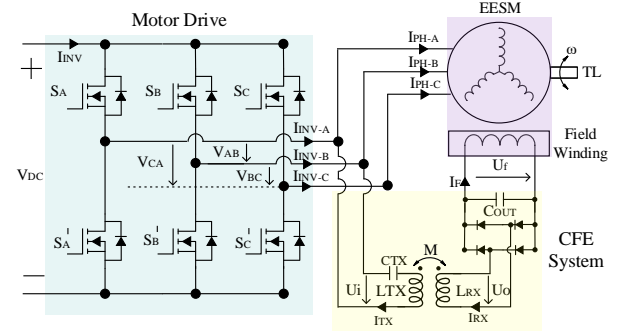 Motor Drive
EESM
IINV
IPH-A
IPH-B
IPH-C
ω
TL
SA
SB
SC
IINV-A
VDC
VCA
VAB
VBC
IINV-B
IINV-C
Field
Winding
IF
Uf
COUT
SA'
SB'
SC'
CFE
System
CTX
M
Ui
LTX
LRX
Uo
ITX
IRX